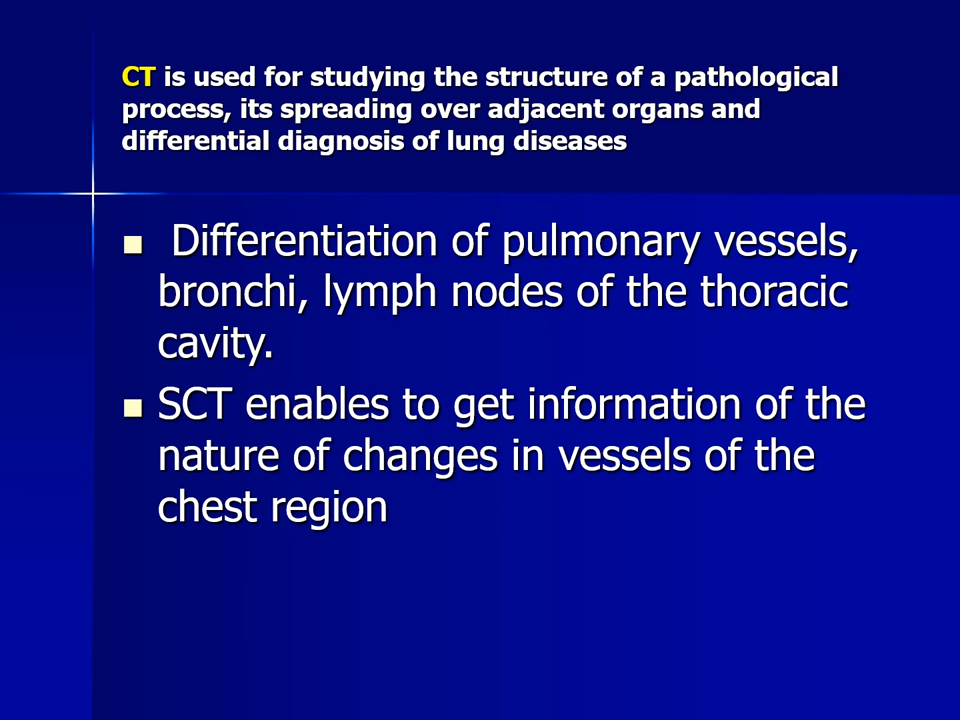 CT is used for studying the structure of a pathological
process, its spreading over adjacent organs and
differential diagnosis of lung diseases
■ Differentiation of pulmonary vessels,
bronchi, lymph nodes of the thoracic
cavity.
■ SCT enables to get information of the
nature of changes in vessels of the
chest region